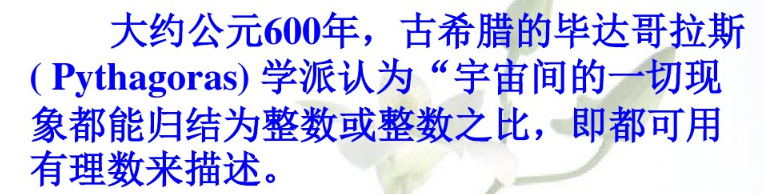 大约公元600年，古希腊的毕达哥拉斯
( Pythagoras) 学派认为“宇宙间的一切现
象都能归结为整数或整数之比，即都可用
有理数来描述。